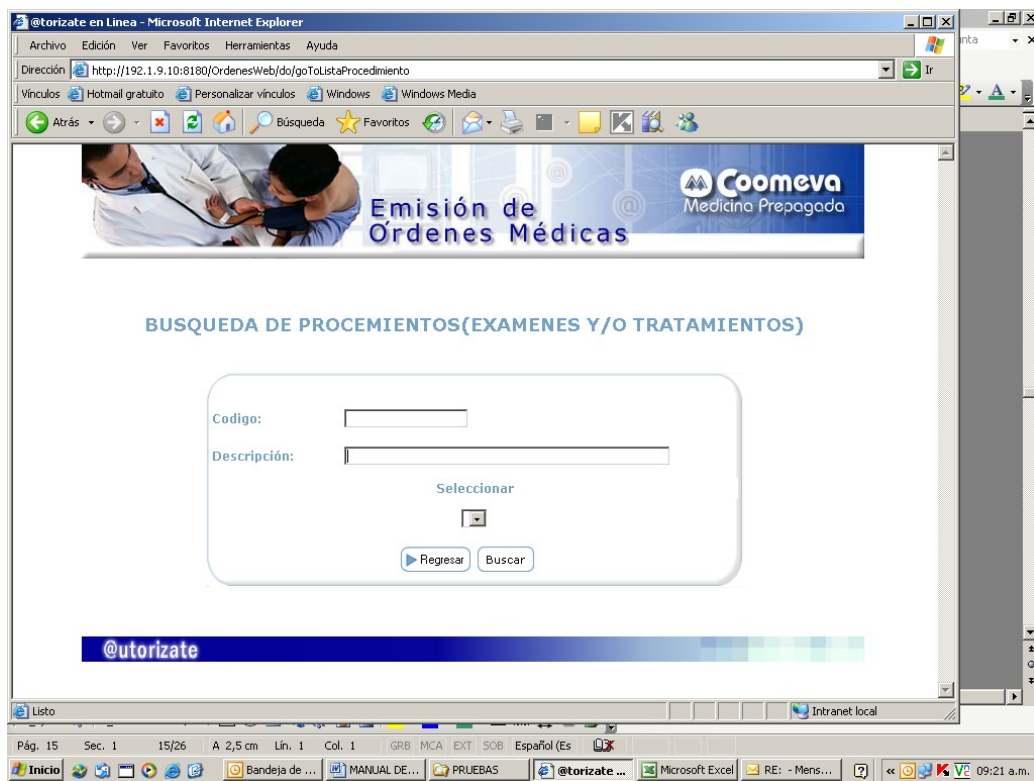 @torizate en Linea - Microsoft Internet Explorer
Archivo Edición Ver Favoritos Herramientas Ayuda
Dirección http://192.1.9.10:8180/OrdenesWeb/do/goToListaProcedimiento Ir
Vínculos Hotmail gratuito Personalizar vínculos Windows Windows Media
Atrás Búsqueda Favoritos
Coomeva
Medicina Prepagada
Emisión de
Órdenes Médicas
BUSQUEDA DE PROCEMIENTOS(EXAMENES Y/O TRATAMIENTOS)
Codigo:
Descripción:
Seleccionar
Regresar Buscar
@utorizate
Listo Intranet local
Pág. 15 Sec. 1 15/26 A 2,5 cm Lín. 1 Col. 1 GRB MCA EXT SOB Español (Es
Inicio Bandeja de ... MANUAL DE... PRUEBAS @torizate ... Microsoft Excel RE: - Mens... 09:21 a.m.